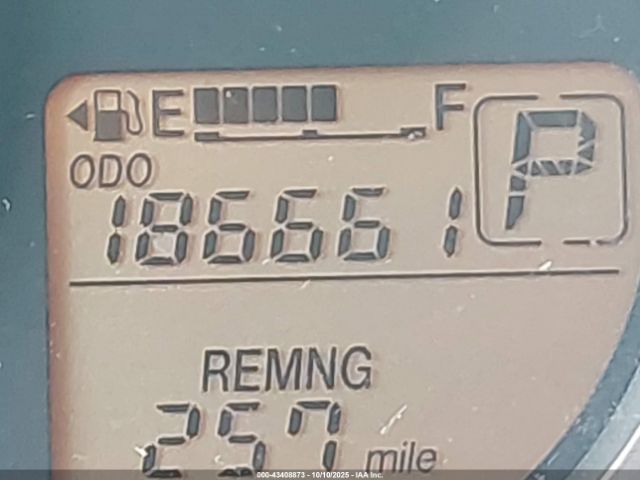 E F
P
ODO
186661
REMNG
257 mile
000-43408873 - 10/10/2025 - IAA Inc.